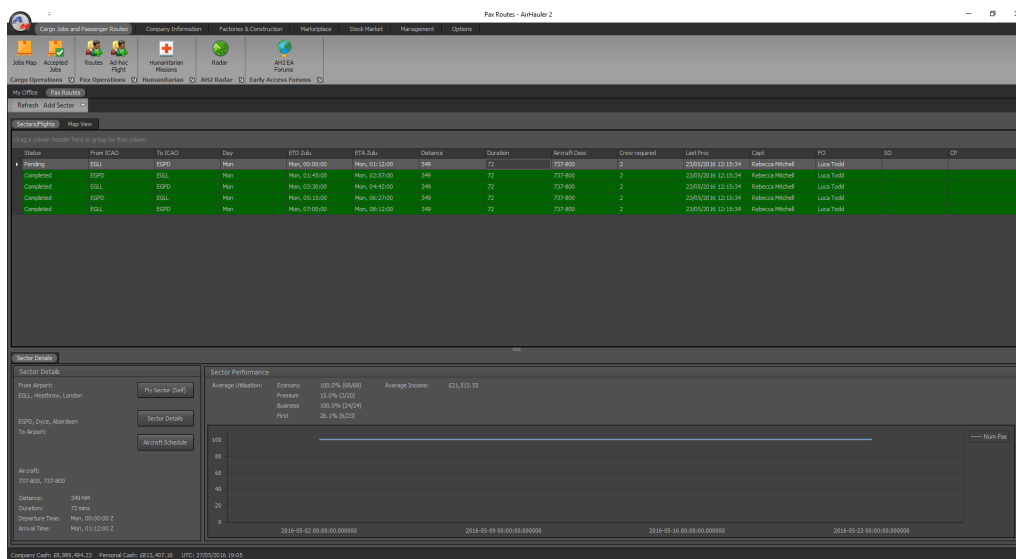 Pax Routes - AirHauler 2
Cargo Jobs and Passenger Routes Company Information Factories & Construction Marketplace Stock Market Management Options
Jobs Map Accepted Jobs Routes Ad-hoc Flight Humanitarian Missions Radar AH2 EA Forums
Cargo Operations Pax Operations Humanitarian AH2 Radar Early Access Forums
My Office Pax Routes
Refresh Add Sector
Sectors/Flights Map View
Drag a column header here to group by that column
Status From ICAO To ICAO Day ETD Zulu ETA Zulu Distance Duration Aircraft Desc Crew required Last Proc Capt FO SO CP
Pending EGLL EGPD Mon Mon, 00:00:00 Mon, 01:12:00 349 72 737-800 2 23/05/2016 12:15:34 Rebecca Mitchell Luca Todd
Completed EGPD EGLL Mon Mon, 01:45:00 Mon, 02:57:00 349 72 737-800 2 23/05/2016 12:15:34 Rebecca Mitchell Luca Todd
Completed EGLL EGPD Mon Mon, 03:30:00 Mon, 04:42:00 349 72 737-800 2 23/05/2016 12:15:34 Rebecca Mitchell Luca Todd
Completed EGPD EGLL Mon Mon, 05:15:00 Mon, 06:27:00 349 72 737-800 2 23/05/2016 12:15:34 Rebecca Mitchell Luca Todd
Completed EGLL EGPD Mon Mon, 07:00:00 Mon, 08:12:00 349 72 737-800 2 23/05/2016 12:15:34 Rebecca Mitchell Luca Todd
Sector Details
Sector Details
From Airport:
EGLL, Heathrow, London
Fly Sector (Self)
EGPD, Dyce, Aberdeen
Sector Details
To Airport:
Aircraft Schedule
Aircraft:
737-800, 737-800
Distance: 349 NM
Duration: 72 mins
Departure Time: Mon, 00:00:00 Z
Arrival Time: Mon, 01:12:00 Z
Sector Performance
Average Utilisation: Economy 100.0% (68/68) Average Income: £21,515.55
Premium 15.0% (3/20)
Business 100.0% (24/24)
First 26.1% (6/23)
100
80
60
40
20
0
Num Pax
2016-05-02 00:00:00.000000 2016-05-09 00:00:00.000000 2016-05-16 00:00:00.000000 2016-05-23 00:00:00.000000
Company Cash: £8,989,494.23 Personal Cash: £813,407.16 UTC: 27/05/2016 19:05